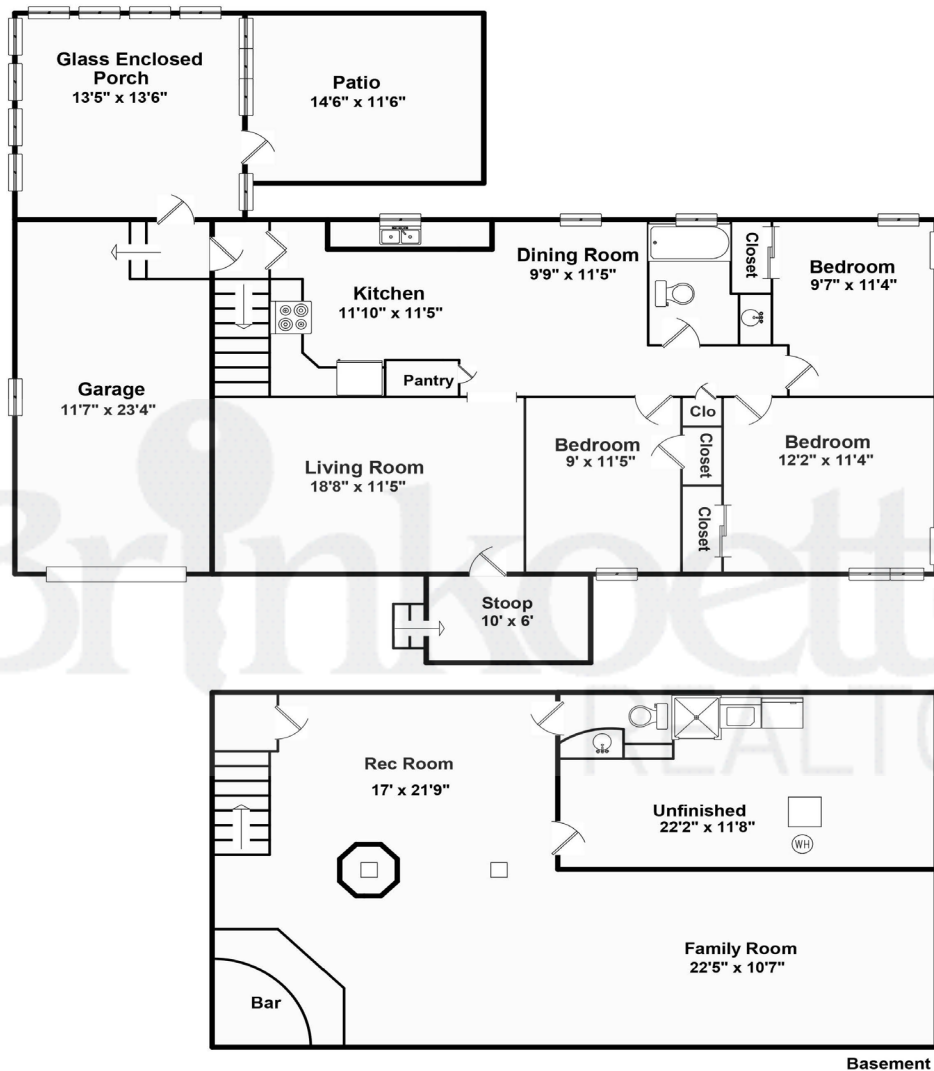 Glass Enclosed
Porch
13'5" x 13'6"
Patio
14'6" x 11'6"
Dining Room
9'9" x 11'5"
Closet
Bedroom
9'7" x 11'4"
Kitchen
11'10" x 11'5"
Pantry
Garage
11'7" x 23'4"
Living Room
18'8" x 11'5"
Bedroom
9' x 11'5"
Clo
Closet
Closet
Bedroom
12'2" x 11'4"
Stoop
10' x 6'
Brinkoett
REALTO
Rec Room
17' x 21'9"
Unfinished
22'2" x 11'8"
WH
Family Room
22'5" x 10'7"
Bar
Basement